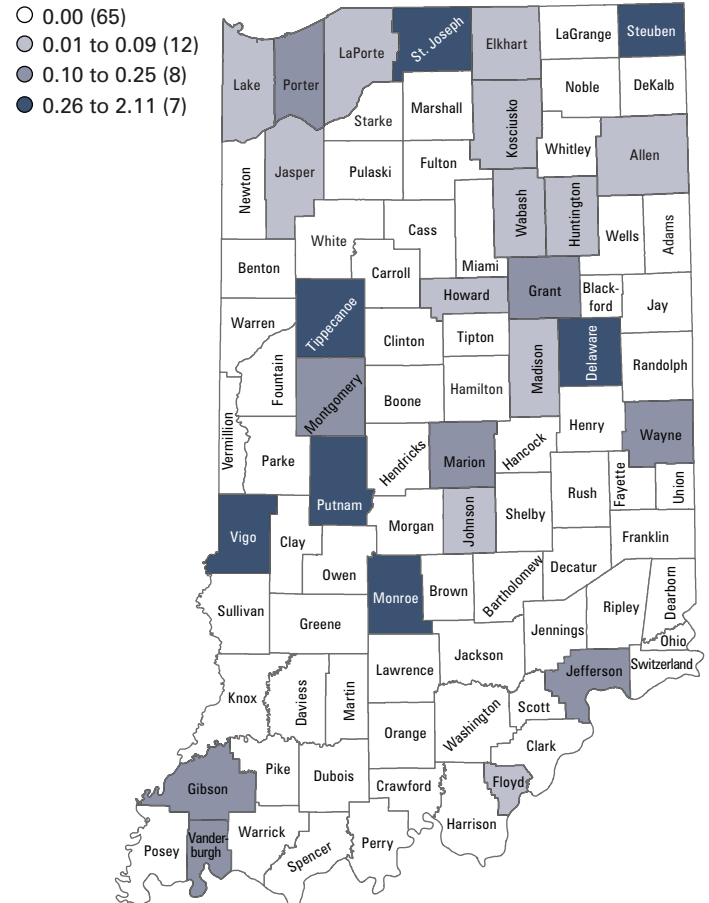 0.00 (65)
0.01 to 0.09 (12)
0.10 to 0.25 (8)
0.26 to 2.11 (7)
Lake
Porter
LaPorte
St. Joseph
Elkhart
LaGrange
Steuben
Noble
DeKalb
Starke
Marshall
Kosciusko
Whitley
Allen
Newton
Jasper
Pulaski
Fulton
Wabash
Huntington
Wells
Adams
White
Cass
Miami
Benton
Carroll
Howard
Grant
Black-
ford
Jay
Warren
Tippecanoe
Clinton
Tipton
Madison
Delaware
Randolph
Fountain
Montgomery
Boone
Hamilton
Vermillion
Parke
Putnam
Hendricks
Marion
Hancock
Henry
Wayne
Vigo
Clay
Morgan
Johnson
Shelby
Rush
Fayette
Union
Franklin
Owen
Monroe
Brown
Bartholomew
Decatur
Sullivan
Greene
Jennings
Ripley
Dearborn
Ohio
Switzerland
Knox
Daviess
Martin
Lawrence
Jackson
Jefferson
Scott
Washington
Orange
Clark
Gibson
Pike
Dubois
Crawford
Floyd
Harrison
Posey
Vander-
burgh
Warrick
Spencer
Perry